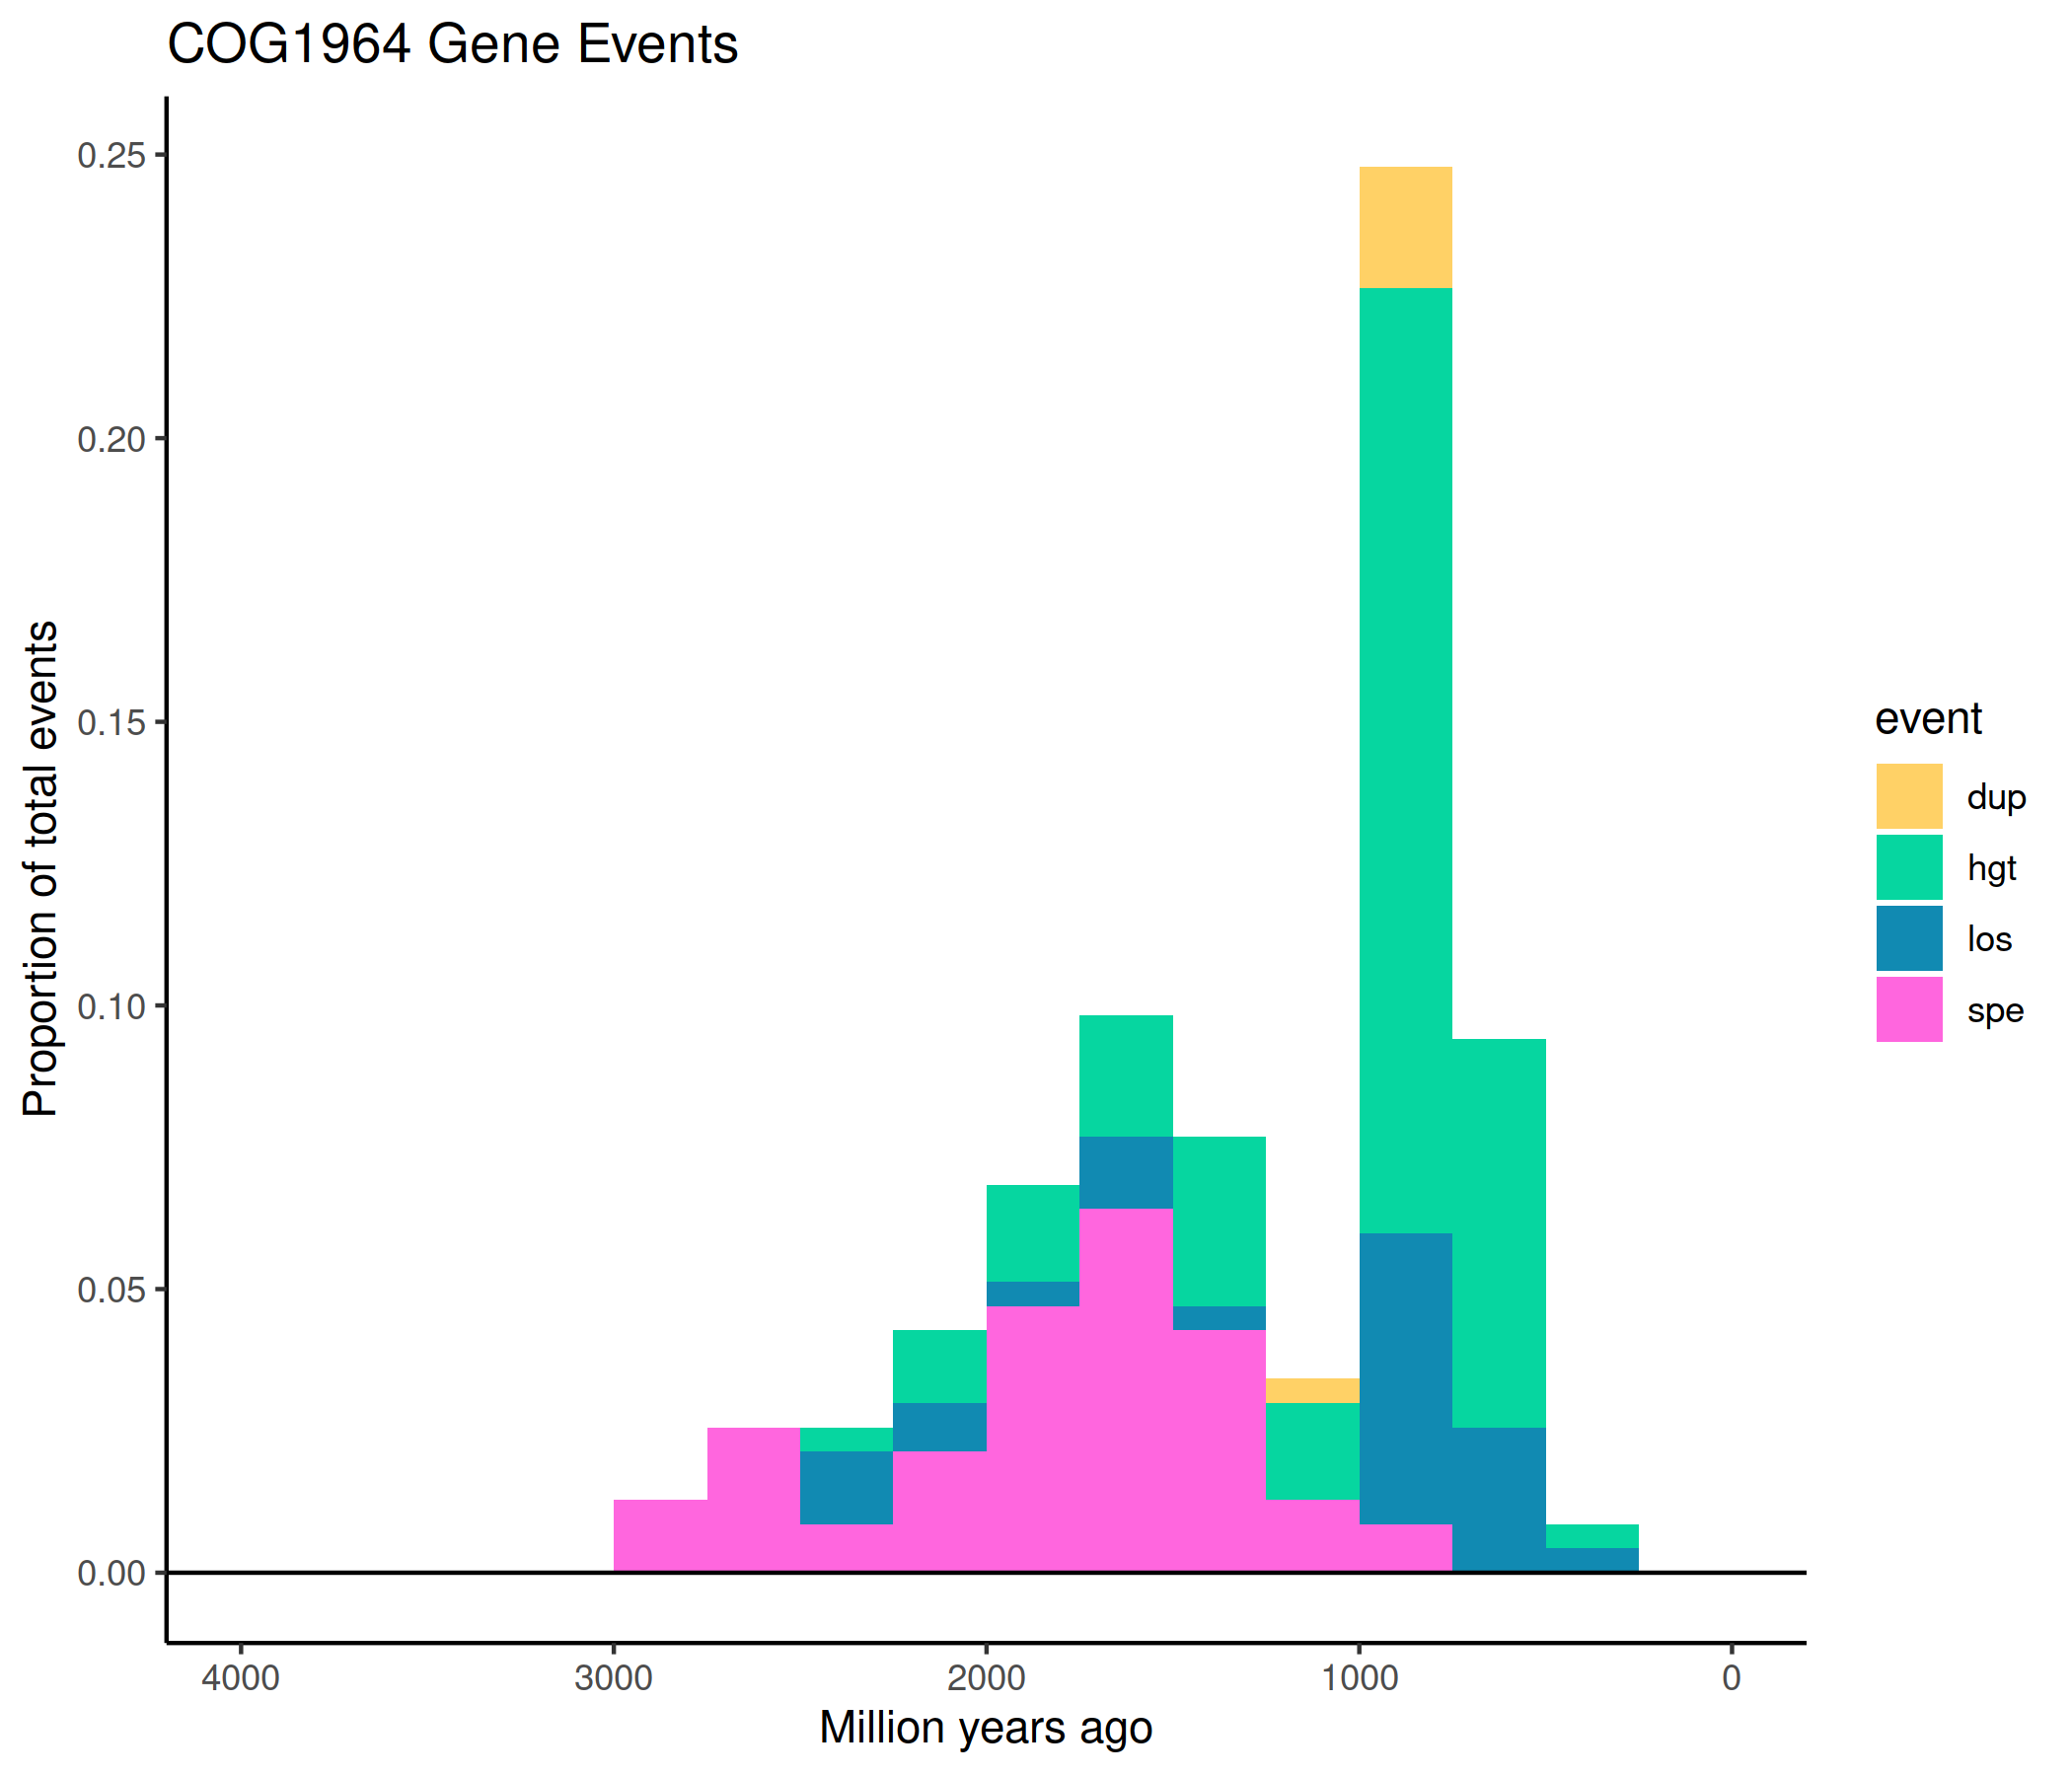 COG1964 Gene Events
Proportion of total events
0.25
0.20
0.15
0.10
0.05
0.00
4000 3000 2000 1000 0
Million years ago
event
dup
hgt
los
spe